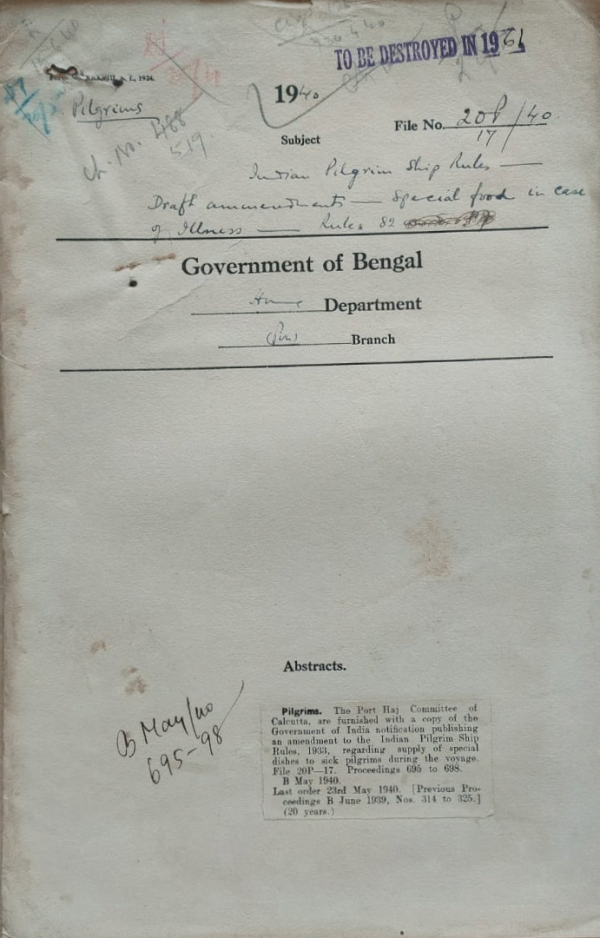 TO BE DESTROYED IN 1961
1940
Pilgrims
File No. 20P/17/40
Subject
Indian Pilgrim Ship Rules —
Draft ammendments — Special food in case
of Illness — Rules 82
Government of Bengal
Home Department
(Pol) Branch
Abstracts.
B May/40
695-98
Pilgrims. The Port Haj Committee of
Calcutta, are furnished with a copy of the
Government of India notification publishing
an amendment to the Indian Pilgrim Ship
Rules, 1933, regarding supply of special
dishes to sick pilgrims during the voyage.
File 20P—17. Proceedings 695 to 698.
B May 1940.
Last order 23rd May 1940. [Previous Pro-
ceedings B June 1939, Nos. 314 to 325.]
(20 years.)